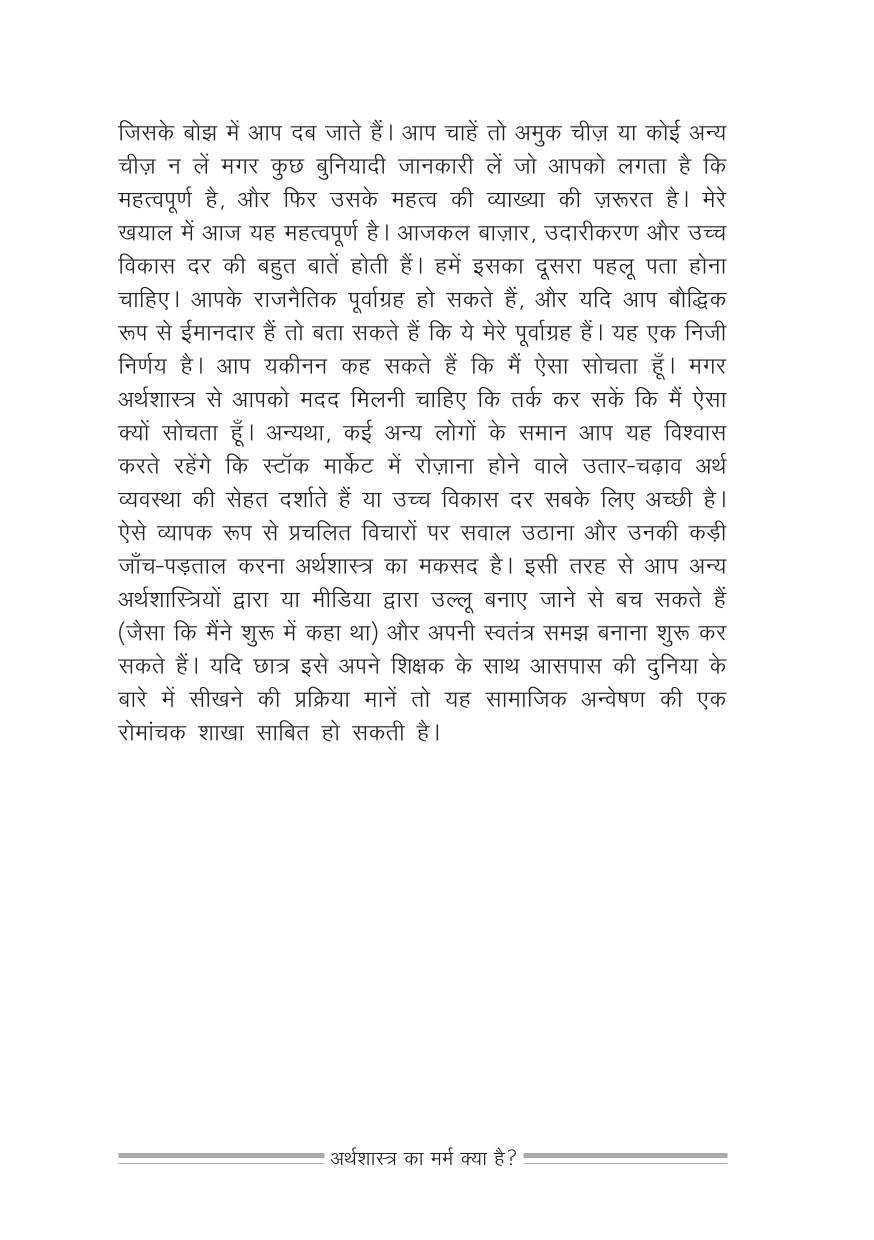 जिसके बोझ में आप दब जाते हैं। आप चाहें तो अमुक चीज़ या कोई अन्य
चीज़ न लें मगर कुछ बुनियादी जानकारी लें जो आपको लगता है कि
महत्वपूर्ण है, और फिर उसके महत्व की व्याख्या की ज़रूरत है। मेरे
खयाल में आज यह महत्वपूर्ण है। आजकल बाज़ार, उदारीकरण और उच्च
विकास दर की बहुत बातें होती हैं। हमें इसका दूसरा पहलू पता होना
चाहिए। आपके राजनैतिक पूर्वाग्रह हो सकते हैं, और यदि आप बौद्धिक
रूप से ईमानदार हैं तो बता सकते हैं कि ये मेरे पूर्वाग्रह हैं। यह एक निजी
निर्णय है। आप यकीनन कह सकते हैं कि मैं ऐसा सोचता हूँ। मगर
अर्थशास्त्र से आपको मदद मिलनी चाहिए कि तर्क कर सकें कि मैं ऐसा
क्यों सोचता हूँ। अन्यथा, कई अन्य लोगों के समान आप यह विश्वास
करते रहेंगे कि स्टॉक मार्केट में रोज़ाना होने वाले उतार-चढ़ाव अर्थ
व्यवस्था की सेहत दर्शाते हैं या उच्च विकास दर सबके लिए अच्छी है।
ऐसे व्यापक रूप से प्रचलित विचारों पर सवाल उठाना और उनकी कड़ी
जाँच-पड़ताल करना अर्थशास्त्र का मकसद है। इसी तरह से आप अन्य
अर्थशास्त्रियों द्वारा या मीडिया द्वारा उल्लू बनाए जाने से बच सकते हैं
(जैसा कि मैंने शुरू में कहा था) और अपनी स्वतंत्र समझ बनाना शुरू कर
सकते हैं। यदि छात्र इसे अपने शिक्षक के साथ आसपास की दुनिया के
बारे में सीखने की प्रक्रिया मानें तो यह सामाजिक अन्वेषण की एक
रोमांचक शाखा साबित हो सकती है।
अर्थशास्त्र का मर्म क्या है?